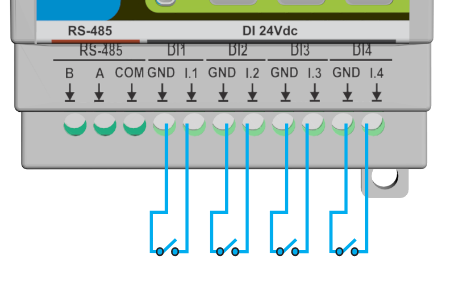 RS-485 DI 24Vdc
RS-485 DI1 DI2 DI3 DI4
B A COM GND I.1 GND I.2 GND I.3 GND I.4